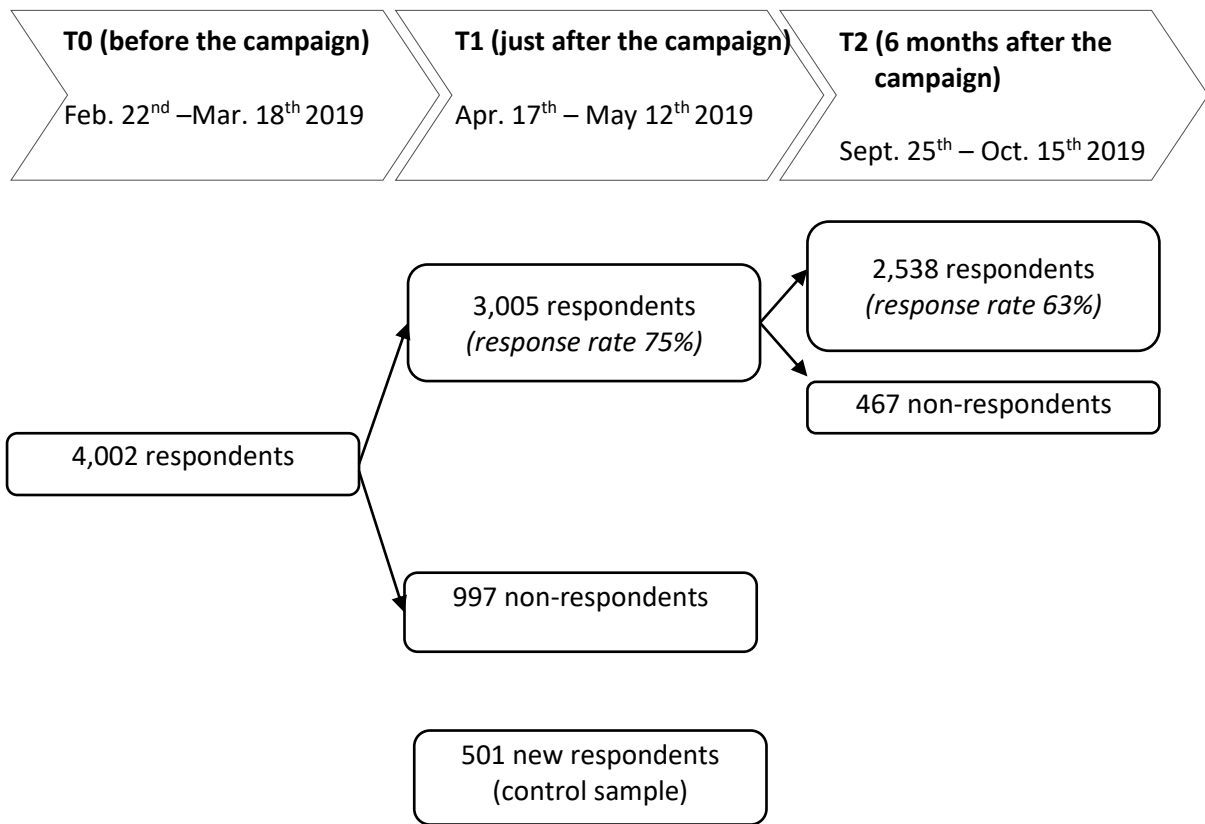 T0 (before the campaign)
Feb. 22nd –Mar. 18th 2019
T1 (just after the campaign)
Apr. 17th – May 12th 2019
T2 (6 months after the
campaign)
Sept. 25th – Oct. 15th 2019
4,002 respondents
3,005 respondents
(response rate 75%)
997 non-respondents
501 new respondents
(control sample)
2,538 respondents
(response rate 63%)
467 non-respondents